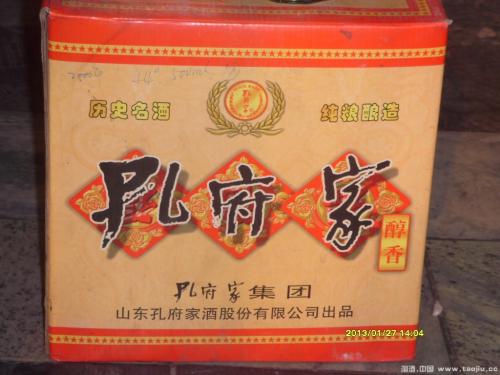 历史名酒
纯粮酿造
孔府家
醇香
孔府家集团
山东孔府家酒股份有限公司出品
2013/01/27 14:04
淘酒.中国 www.taojiu.cc